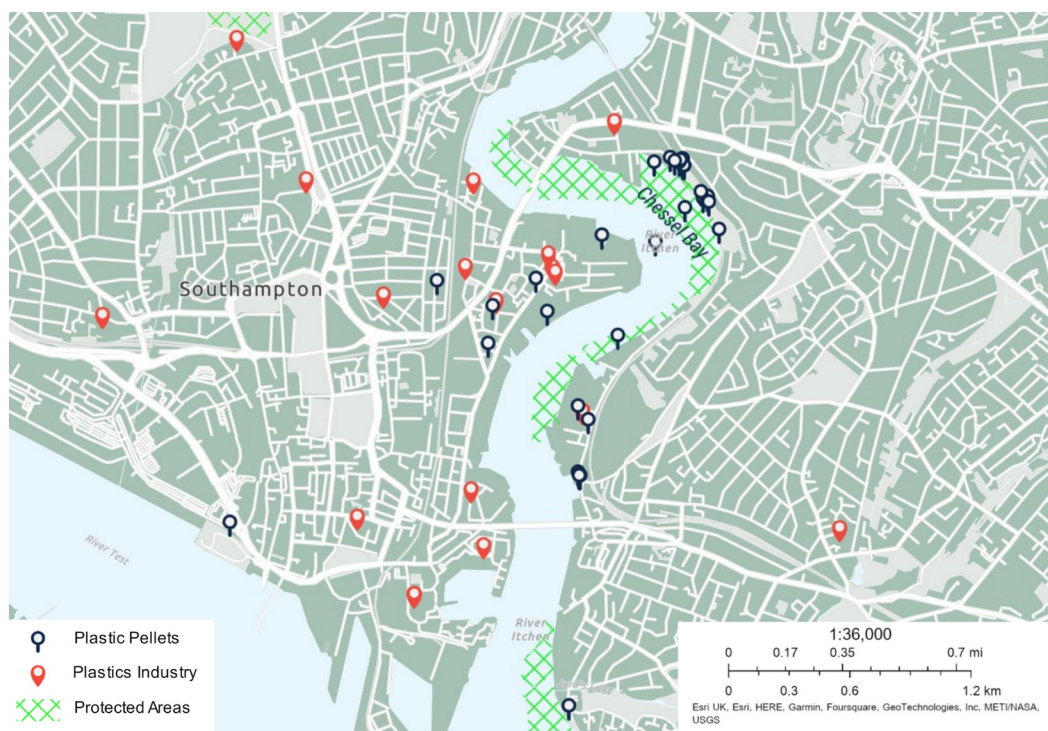 Chessel Bay
River
Itchen
Southampton
River Test
River
Itchen
Plastic Pellets
Plastics Industry
Protected Areas
1:36,000
0 0.17 0.35 0.7 mi
0 0.3 0.6 1.2 km
Esri UK, Esri, HERE, Garmin, Foursquare, GeoTechnologies, Inc, METI/NASA,
USGS